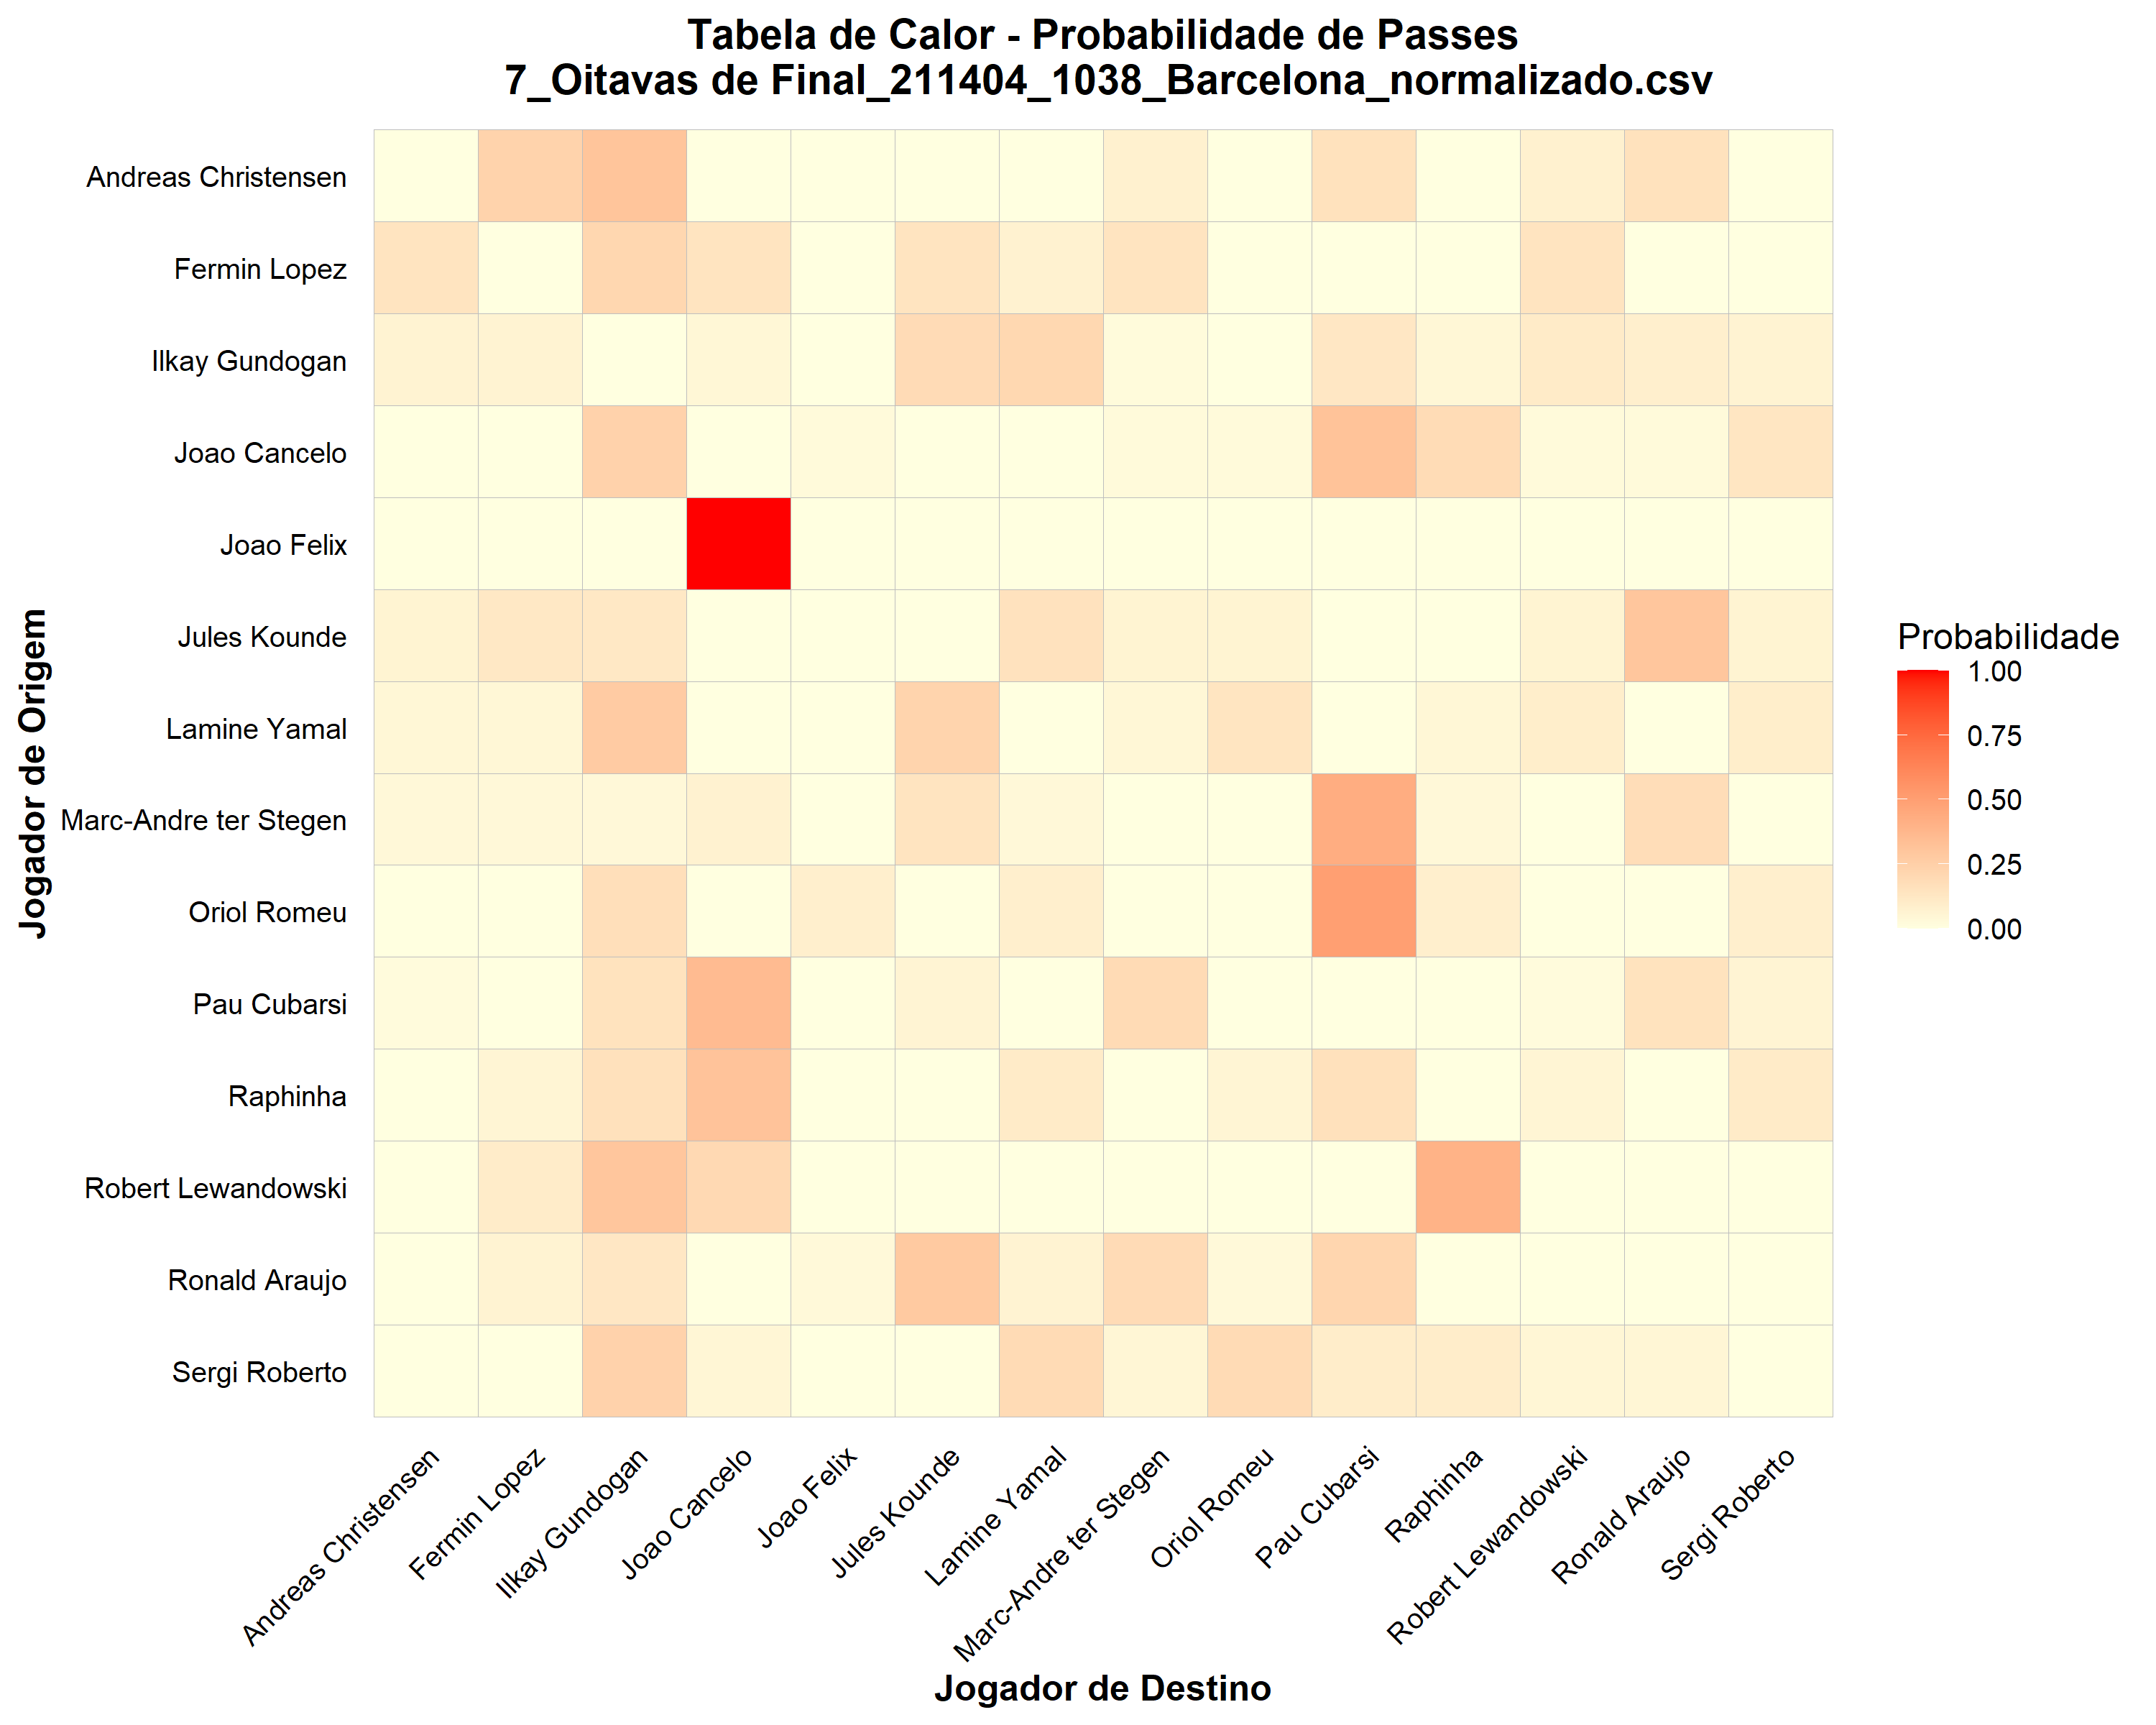 Tabela de Calor - Probabilidade de Passes
7_Oitavas de Final_211404_1038_Barcelona_normalizado.csv
Jogador de Origem
Andreas Christensen
Fermin Lopez
Ilkay Gundogan
Joao Cancelo
Joao Felix
Jules Kounde
Lamine Yamal
Marc-Andre ter Stegen
Oriol Romeu
Pau Cubarsi
Raphinha
Robert Lewandowski
Ronald Araujo
Sergi Roberto
Andreas Christensen
Fermin Lopez
Ilkay Gundogan
Joao Cancelo
Joao Felix
Jules Kounde
Lamine Yamal
Marc-Andre ter Stegen
Oriol Romeu
Pau Cubarsi
Raphinha
Robert Lewandowski
Ronald Araujo
Sergi Roberto
Jogador de Destino
Probabilidade
1.00
0.75
0.50
0.25
0.00